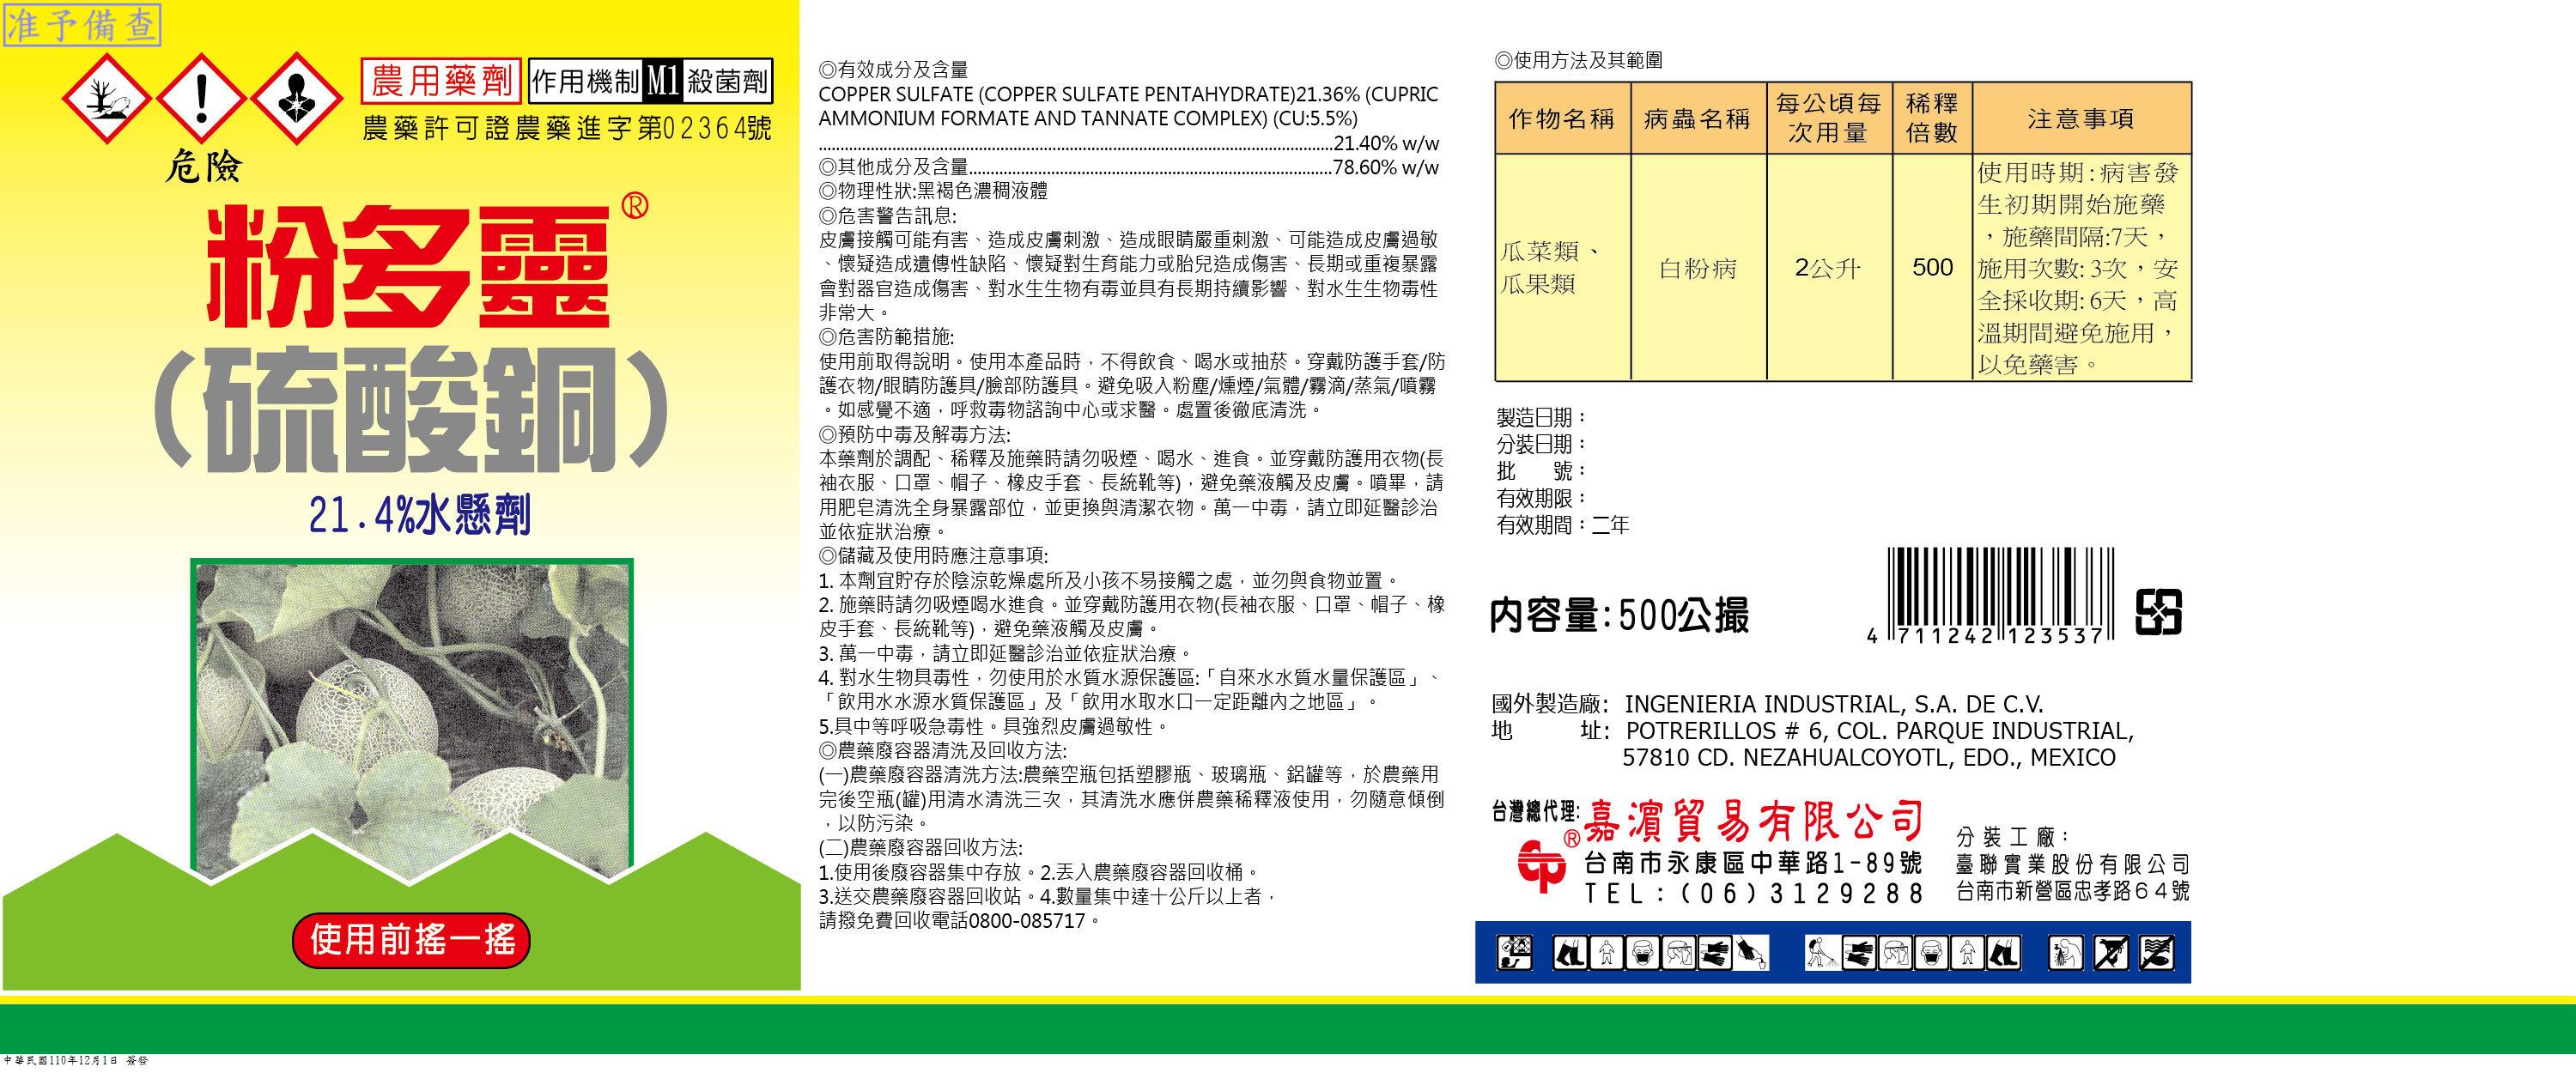 准予備查
農用藥劑
作用機制 M1 殺菌劑
農藥許可證農藥進字第02364號
危險
粉多靈®
(硫酸銅)
21.4%水懸劑
使用前搖一搖
◎有效成分及含量
COPPER SULFATE (COPPER SULFATE PENTAHYDRATE)21.36% (CUPRIC
AMMONIUM FORMATE AND TANNATE COMPLEX) (CU:5.5%)
........................................................................21.40% w/w
◎其他成分及含量........................................................78.60% w/w
◎物理性狀:黑褐色濃稠液體
◎危害警告訊息:
皮膚接觸可能有害、造成皮膚刺激、造成眼睛嚴重刺激、可能造成皮膚過敏
、懷疑造成遺傳性缺陷、懷疑對生育能力或胎兒造成傷害、長期或重複暴露
會對器官造成傷害、對水生生物有毒並具有長期持續影響、對水生生物毒性
非常大。
◎危害防範措施:
使用前取得說明。使用本產品時，不得飲食、喝水或抽菸。穿戴防護手套/防
護衣物/眼睛防護具/臉部防護具。避免吸入粉塵/燻煙/氣體/霧滴/蒸氣/噴霧
。如感覺不適，呼救毒物諮詢中心或求醫。處置後徹底清洗。
◎預防中毒及解毒方法:
本藥劑於調配、稀釋及施藥時請勿吸煙、喝水、進食。並穿戴防護用衣物(長
袖衣服、口罩、帽子、橡皮手套、長統靴等)，避免藥液觸及皮膚。噴畢，請
用肥皂清洗全身暴露部位，並更換與清潔衣物。萬一中毒，請立即延醫診治
並依症狀治療。
◎儲藏及使用時應注意事項:
1. 本劑宜貯存於陰涼乾燥處所及小孩不易接觸之處，並勿與食物並置。
2. 施藥時請勿吸煙喝水進食。並穿戴防護用衣物(長袖衣服、口罩、帽子、橡
皮手套、長統靴等)，避免藥液觸及皮膚。
3. 萬一中毒，請立即延醫診治並依症狀治療。
4. 對水生物具毒性，勿使用於水質水源保護區:「自來水水質水量保護區」、
「飲用水水源水質保護區」及「飲用水取水口一定距離內之地區」。
5.具中等呼吸急毒性。具強烈皮膚過敏性。
◎農藥廢容器清洗及回收方法:
(一)農藥廢容器清洗方法:農藥空瓶包括塑膠瓶、玻璃瓶、鋁罐等，於農藥用
完後空瓶(罐)用清水清洗三次，其清洗水應併農藥稀釋液使用，勿隨意傾倒
，以防污染。
(二)農藥廢容器回收方法:
1.使用後廢容器集中存放。2.丟入農藥廢容器回收桶。
3.送交農藥廢容器回收站。4.數量集中達十公斤以上者，
請撥免費回收電話0800-085717。
◎使用方法及其範圍
作物名稱 病蟲名稱 每公頃每次用量 稀釋倍數 注意事項
瓜菜類、
瓜果類
白粉病
2公升
500
使用時期:病害發
生初期開始施藥
，施藥間隔:7天，
施用次數:3次，安
全採收期:6天，高
溫期間避免施用，
以免藥害。
製造日期：
分裝日期：
批 號：
有效期限：
有效期間：二年
內容量:500公撮
4 711242 123537
國外製造廠: INGENIERIA INDUSTRIAL, S.A. DE C.V.
地 址: POTRERILLOS # 6, COL. PARQUE INDUSTRIAL,
57810 CD. NEZAHUALCOYOTL, EDO., MEXICO
台灣總代理: 嘉濱貿易有限公司
®
台南市永康區中華路1-89號
TEL:(06)3129288
分裝工廠：
臺聯實業股份有限公司
台南市新營區忠孝路64號
中華民國110年12月1日 簽發